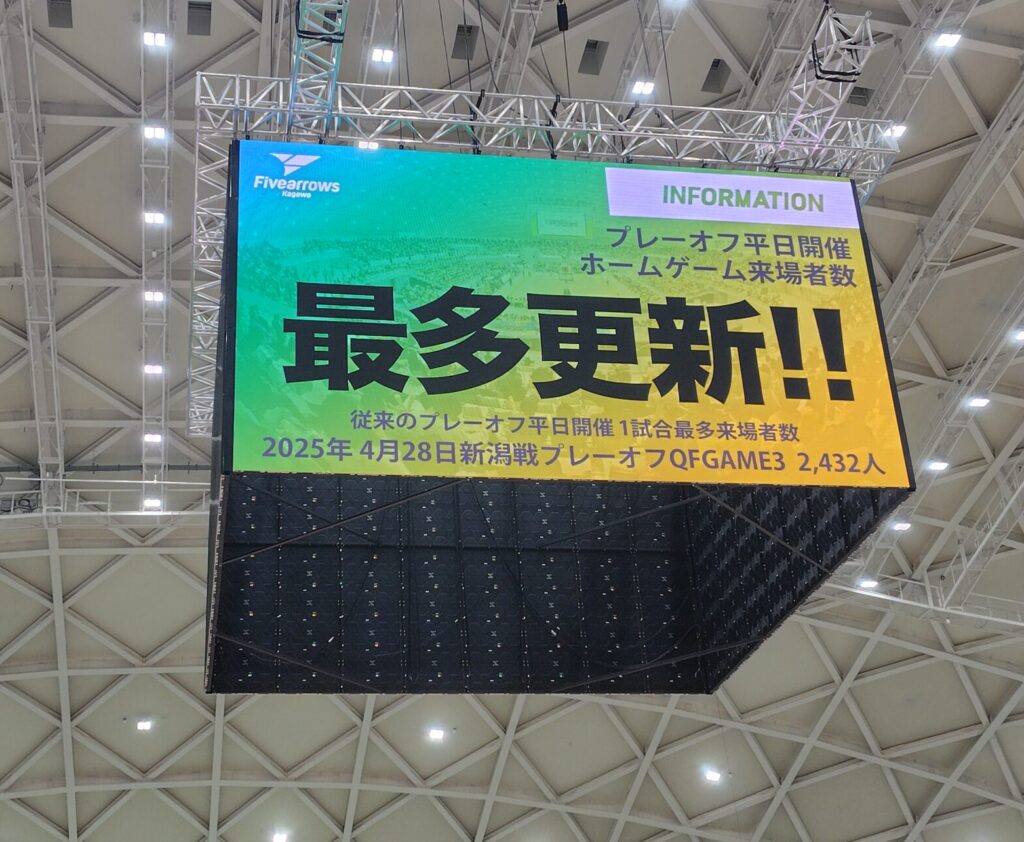 Fivearrows
Kagawa
INFORMATION
プレーオフ平日開催
ホームゲーム来場者数
最多更新!!
従来のプレーオフ平日開催 1試合最多来場者数
2025年 4月28日新潟戦プレーオフQFGAME3 2,432人